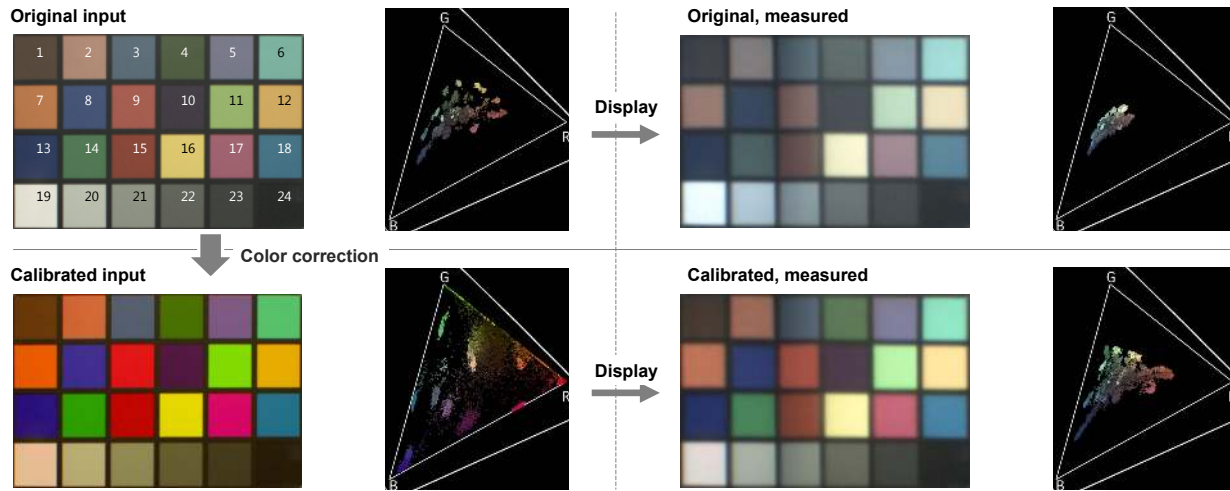 Original input
1 2 3 4 5 6
7 8 9 10 11 12
13 14 15 16 17 18
19 20 21 22 23 24
G
R
B
Display
Original, measured
G
B
Color correction
Calibrated input
G
R
B
Display
Calibrated, measured
G
B